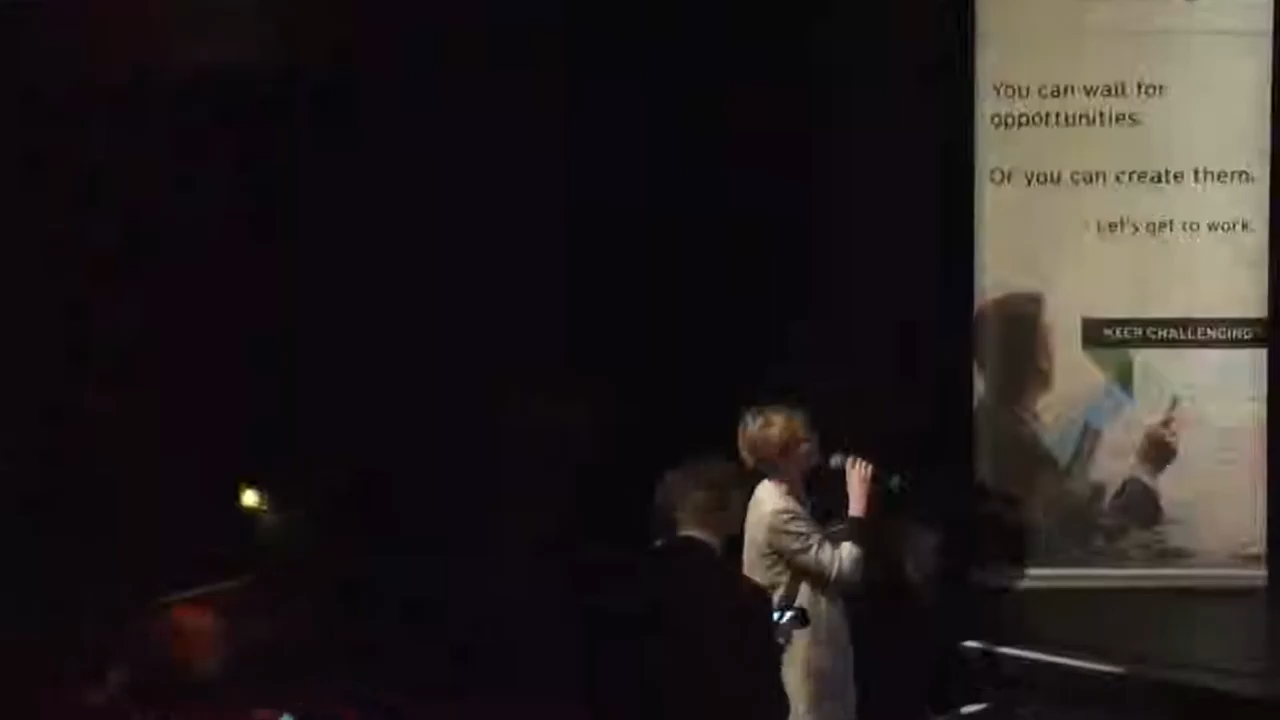 You can wait for
opportunities.
Or you can create them.
Let's get to work.
KEEP CHALLENGING